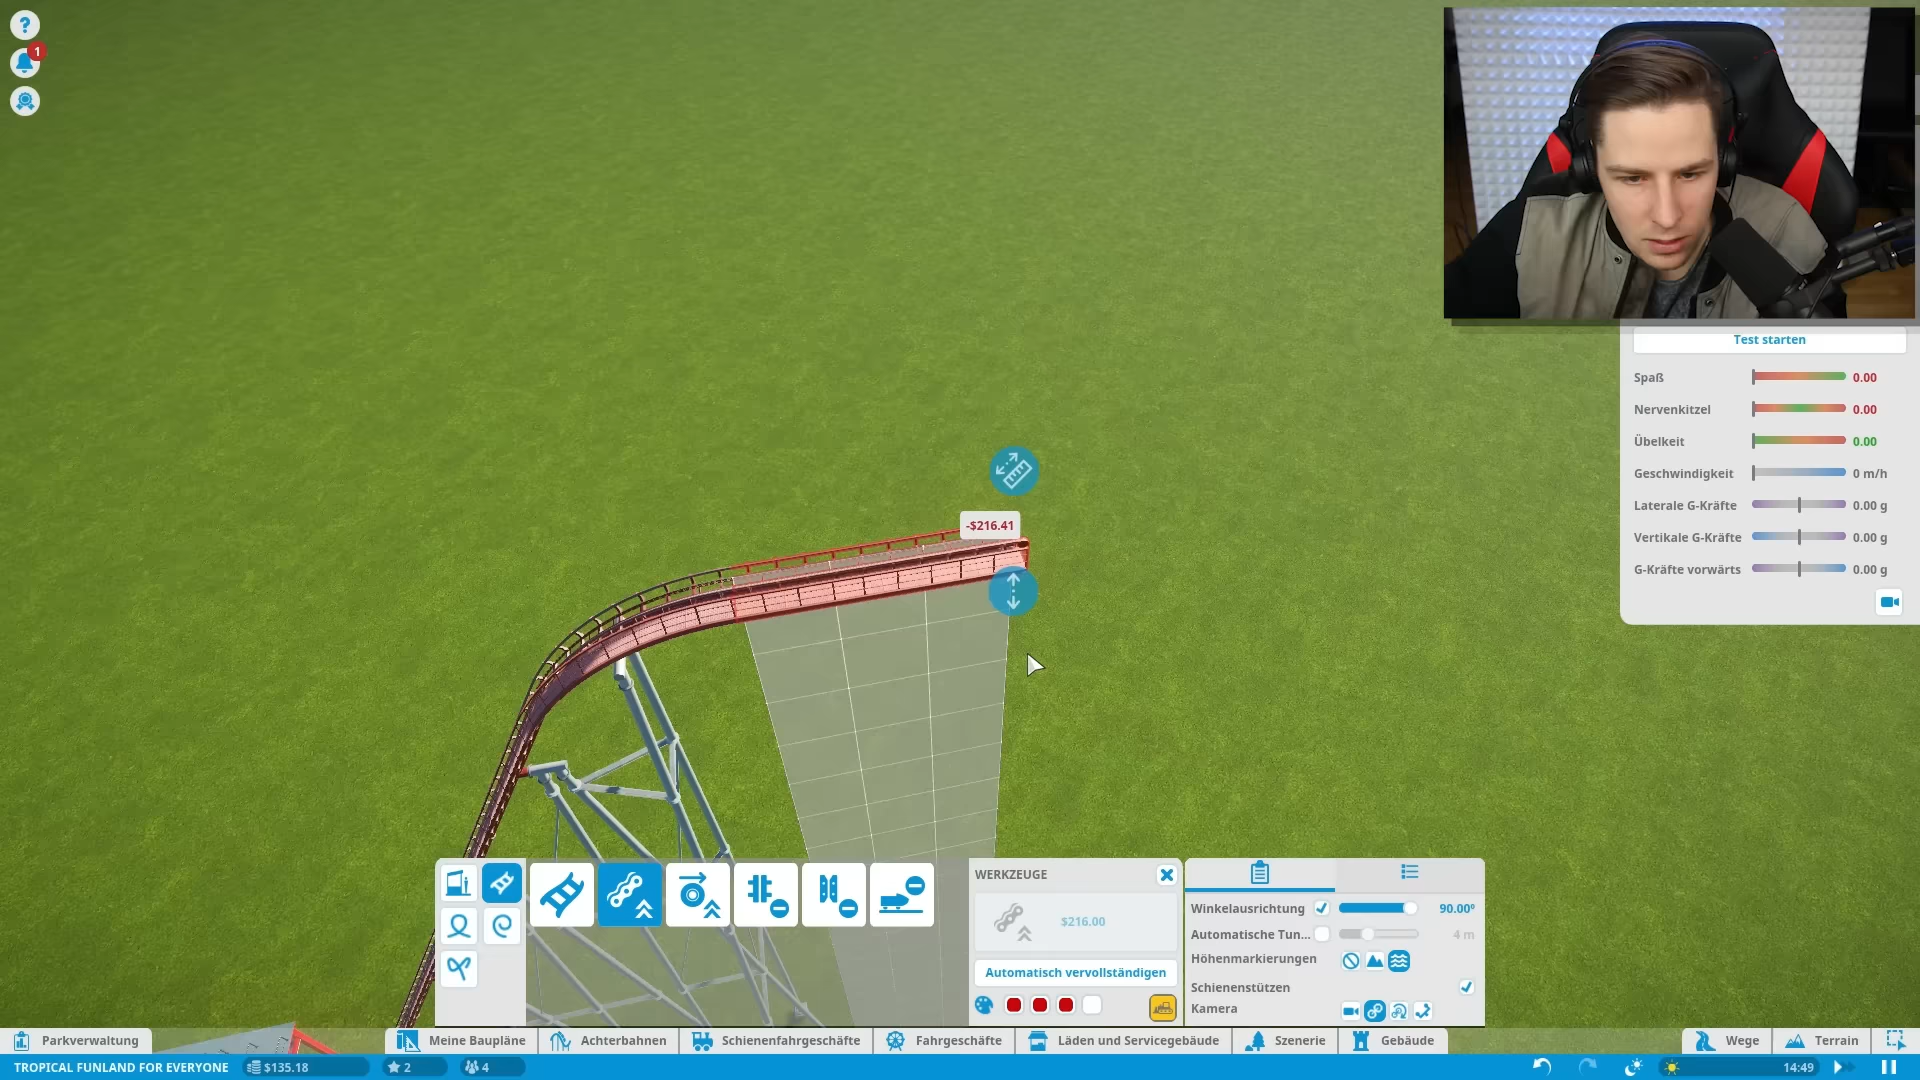 ?
1
Test starten
Spaß 0.00
Nervenkitzel 0.00
Übelkeit 0.00
Geschwindigkeit 0 m/h
Laterale G-Kräfte 0.00 g
Vertikale G-Kräfte 0.00 g
G-Kräfte vorwärts 0.00 g
-$216.41
WERKZEUGE
$216.00
Automatisch vervollständigen
Winkelausrichtung 90.00°
Automatische Tun... 4 m
Höhenmarkierungen
Schienenstützen
Kamera
Parkverwaltung
Meine Baupläne
Achterbahnen
Schienenfahrgeschäfte
Fahrgeschäfte
Läden und Servicegebäude
Szenerie
Gebäude
Wege
Terrain
TROPICAL FUNLAND FOR EVERYONE
$135.18
2
4
14:49